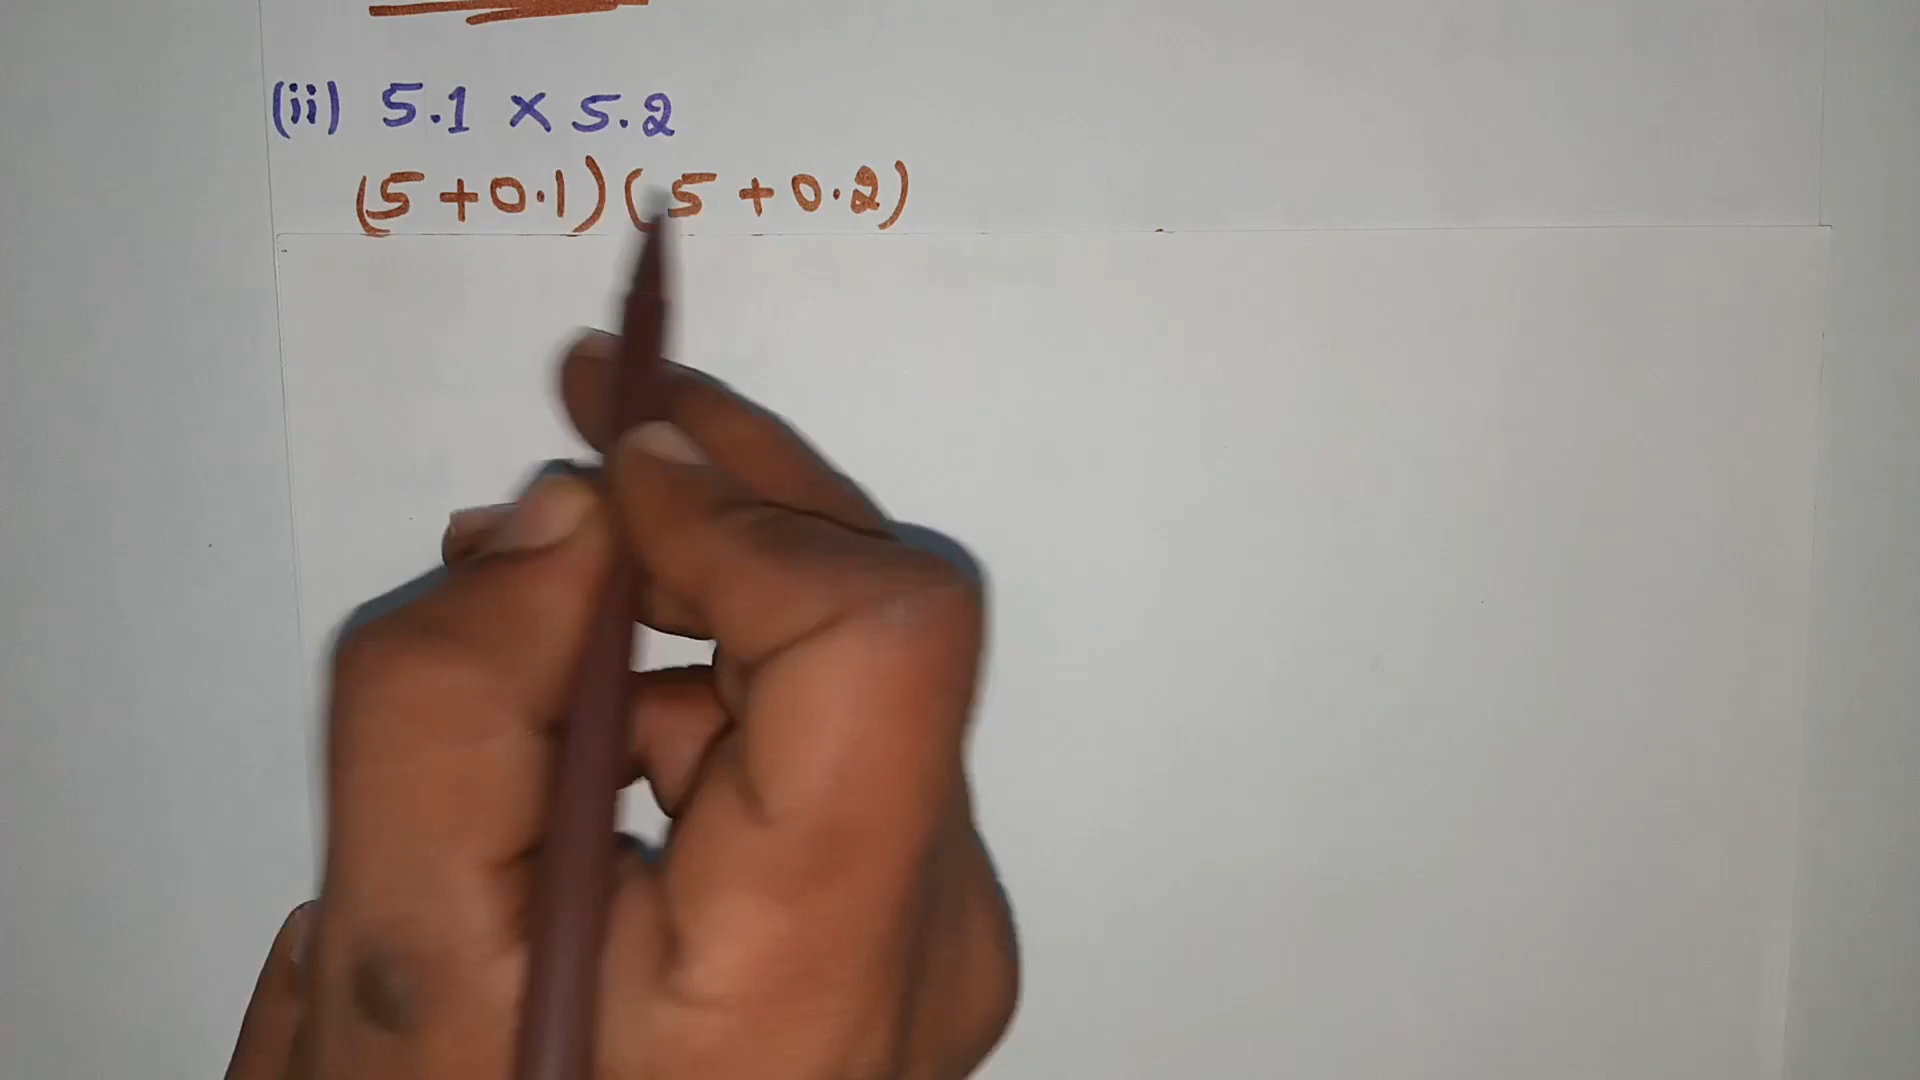 (ii) 5.1 × 5.2
(5 + 0.1) (5 + 0.2)